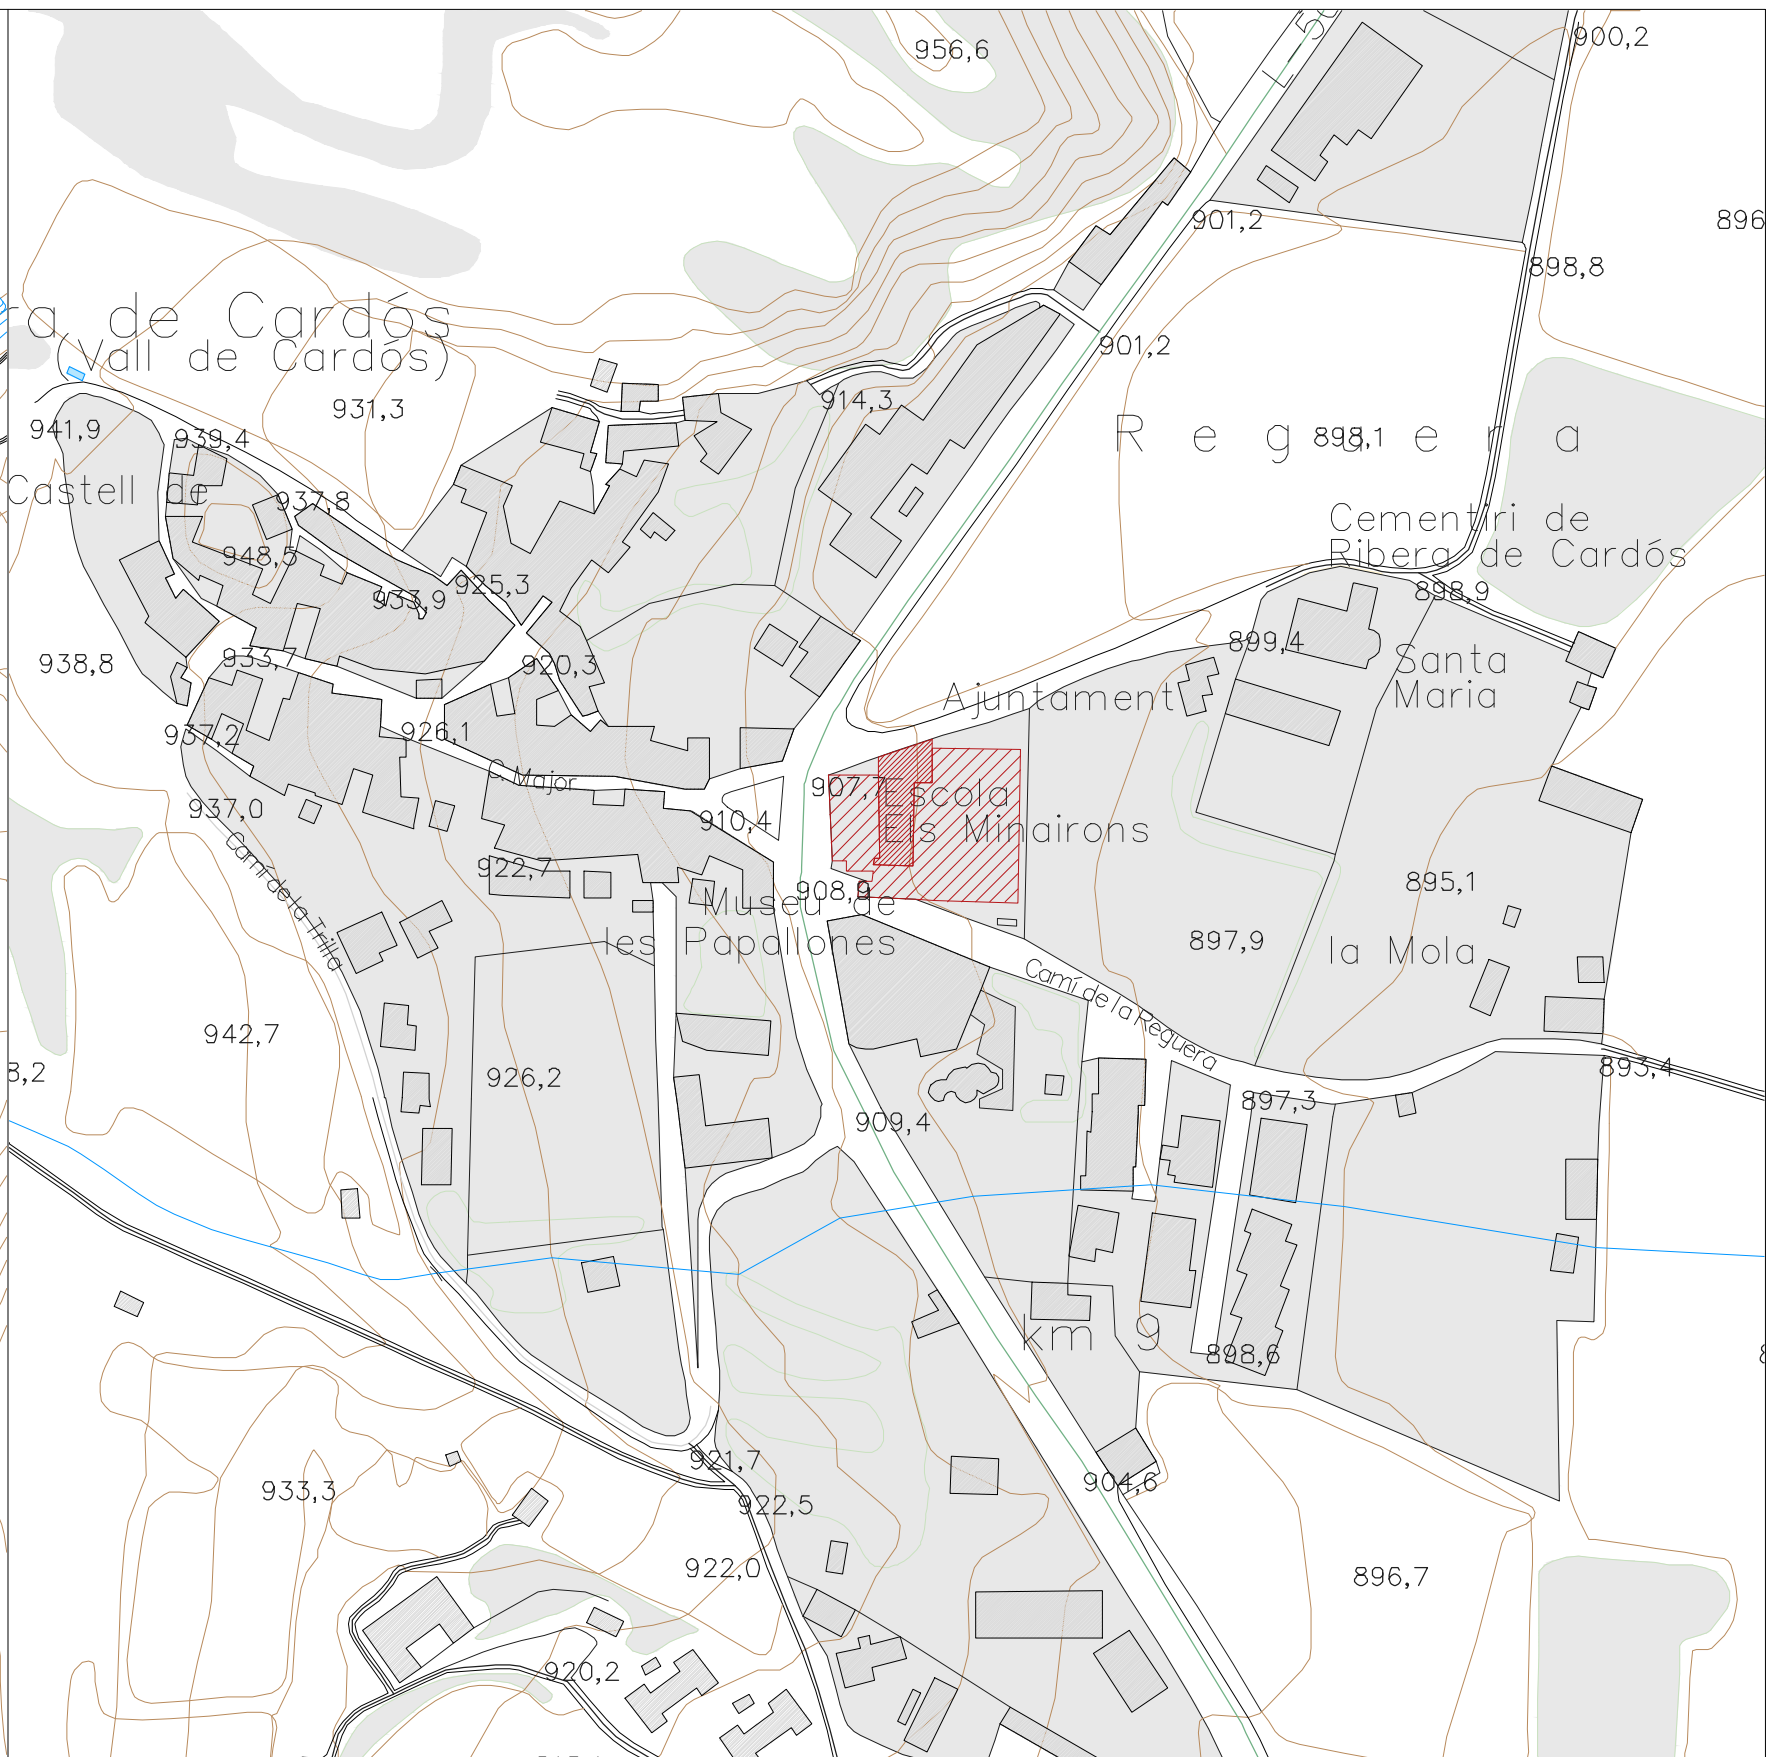 956,6
900,2
901,2
896
898,8
ra de Cardós
(Vall de Cardós)
901,2
931,3
914,3
941,9
939,4
Reguera
898,1
Castell de
937,8
Cementiri de
Ribera de Cardós
948,5
925,3
933,9
898,9
938,8
933,7
920,3
899,4
Santa
Maria
Ajuntament
937,2
926,1
C. Major
907,7
Escola
Els Minairons
937,0
910,4
Camí de la Trilla
922,7
908,9
895,1
Museu de
les Papallones
897,9
la Mola
Camí de la Reguera
942,7
8,2
926,2
893,4
909,4
897,3
km 9
898,6
921,7
904,6
933,3
922,5
922,0
896,7
920,2